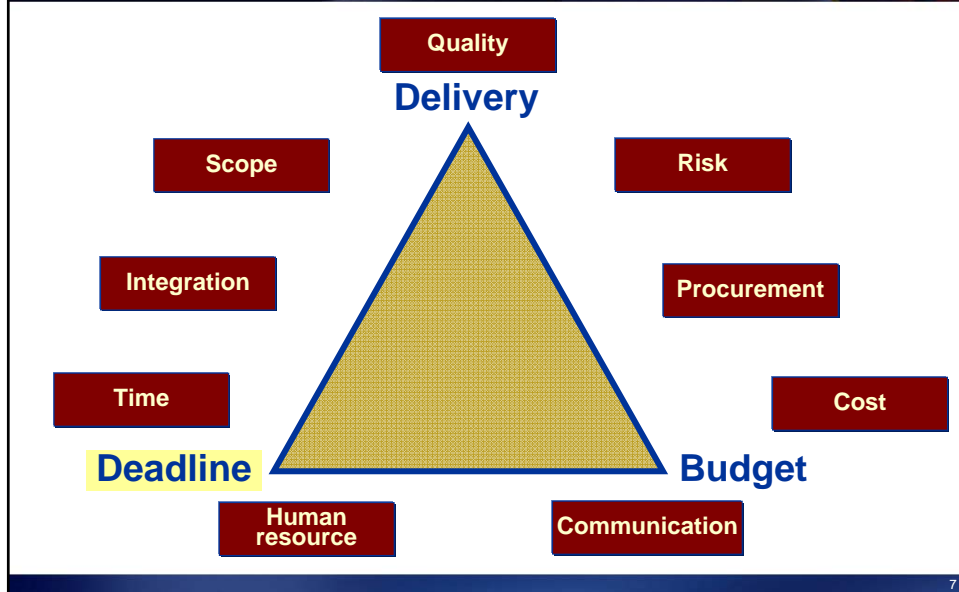 Quality
Delivery
Scope
Risk
Integration
Procurement
Time
Cost
Deadline
Budget
Human
resource
Communication
7